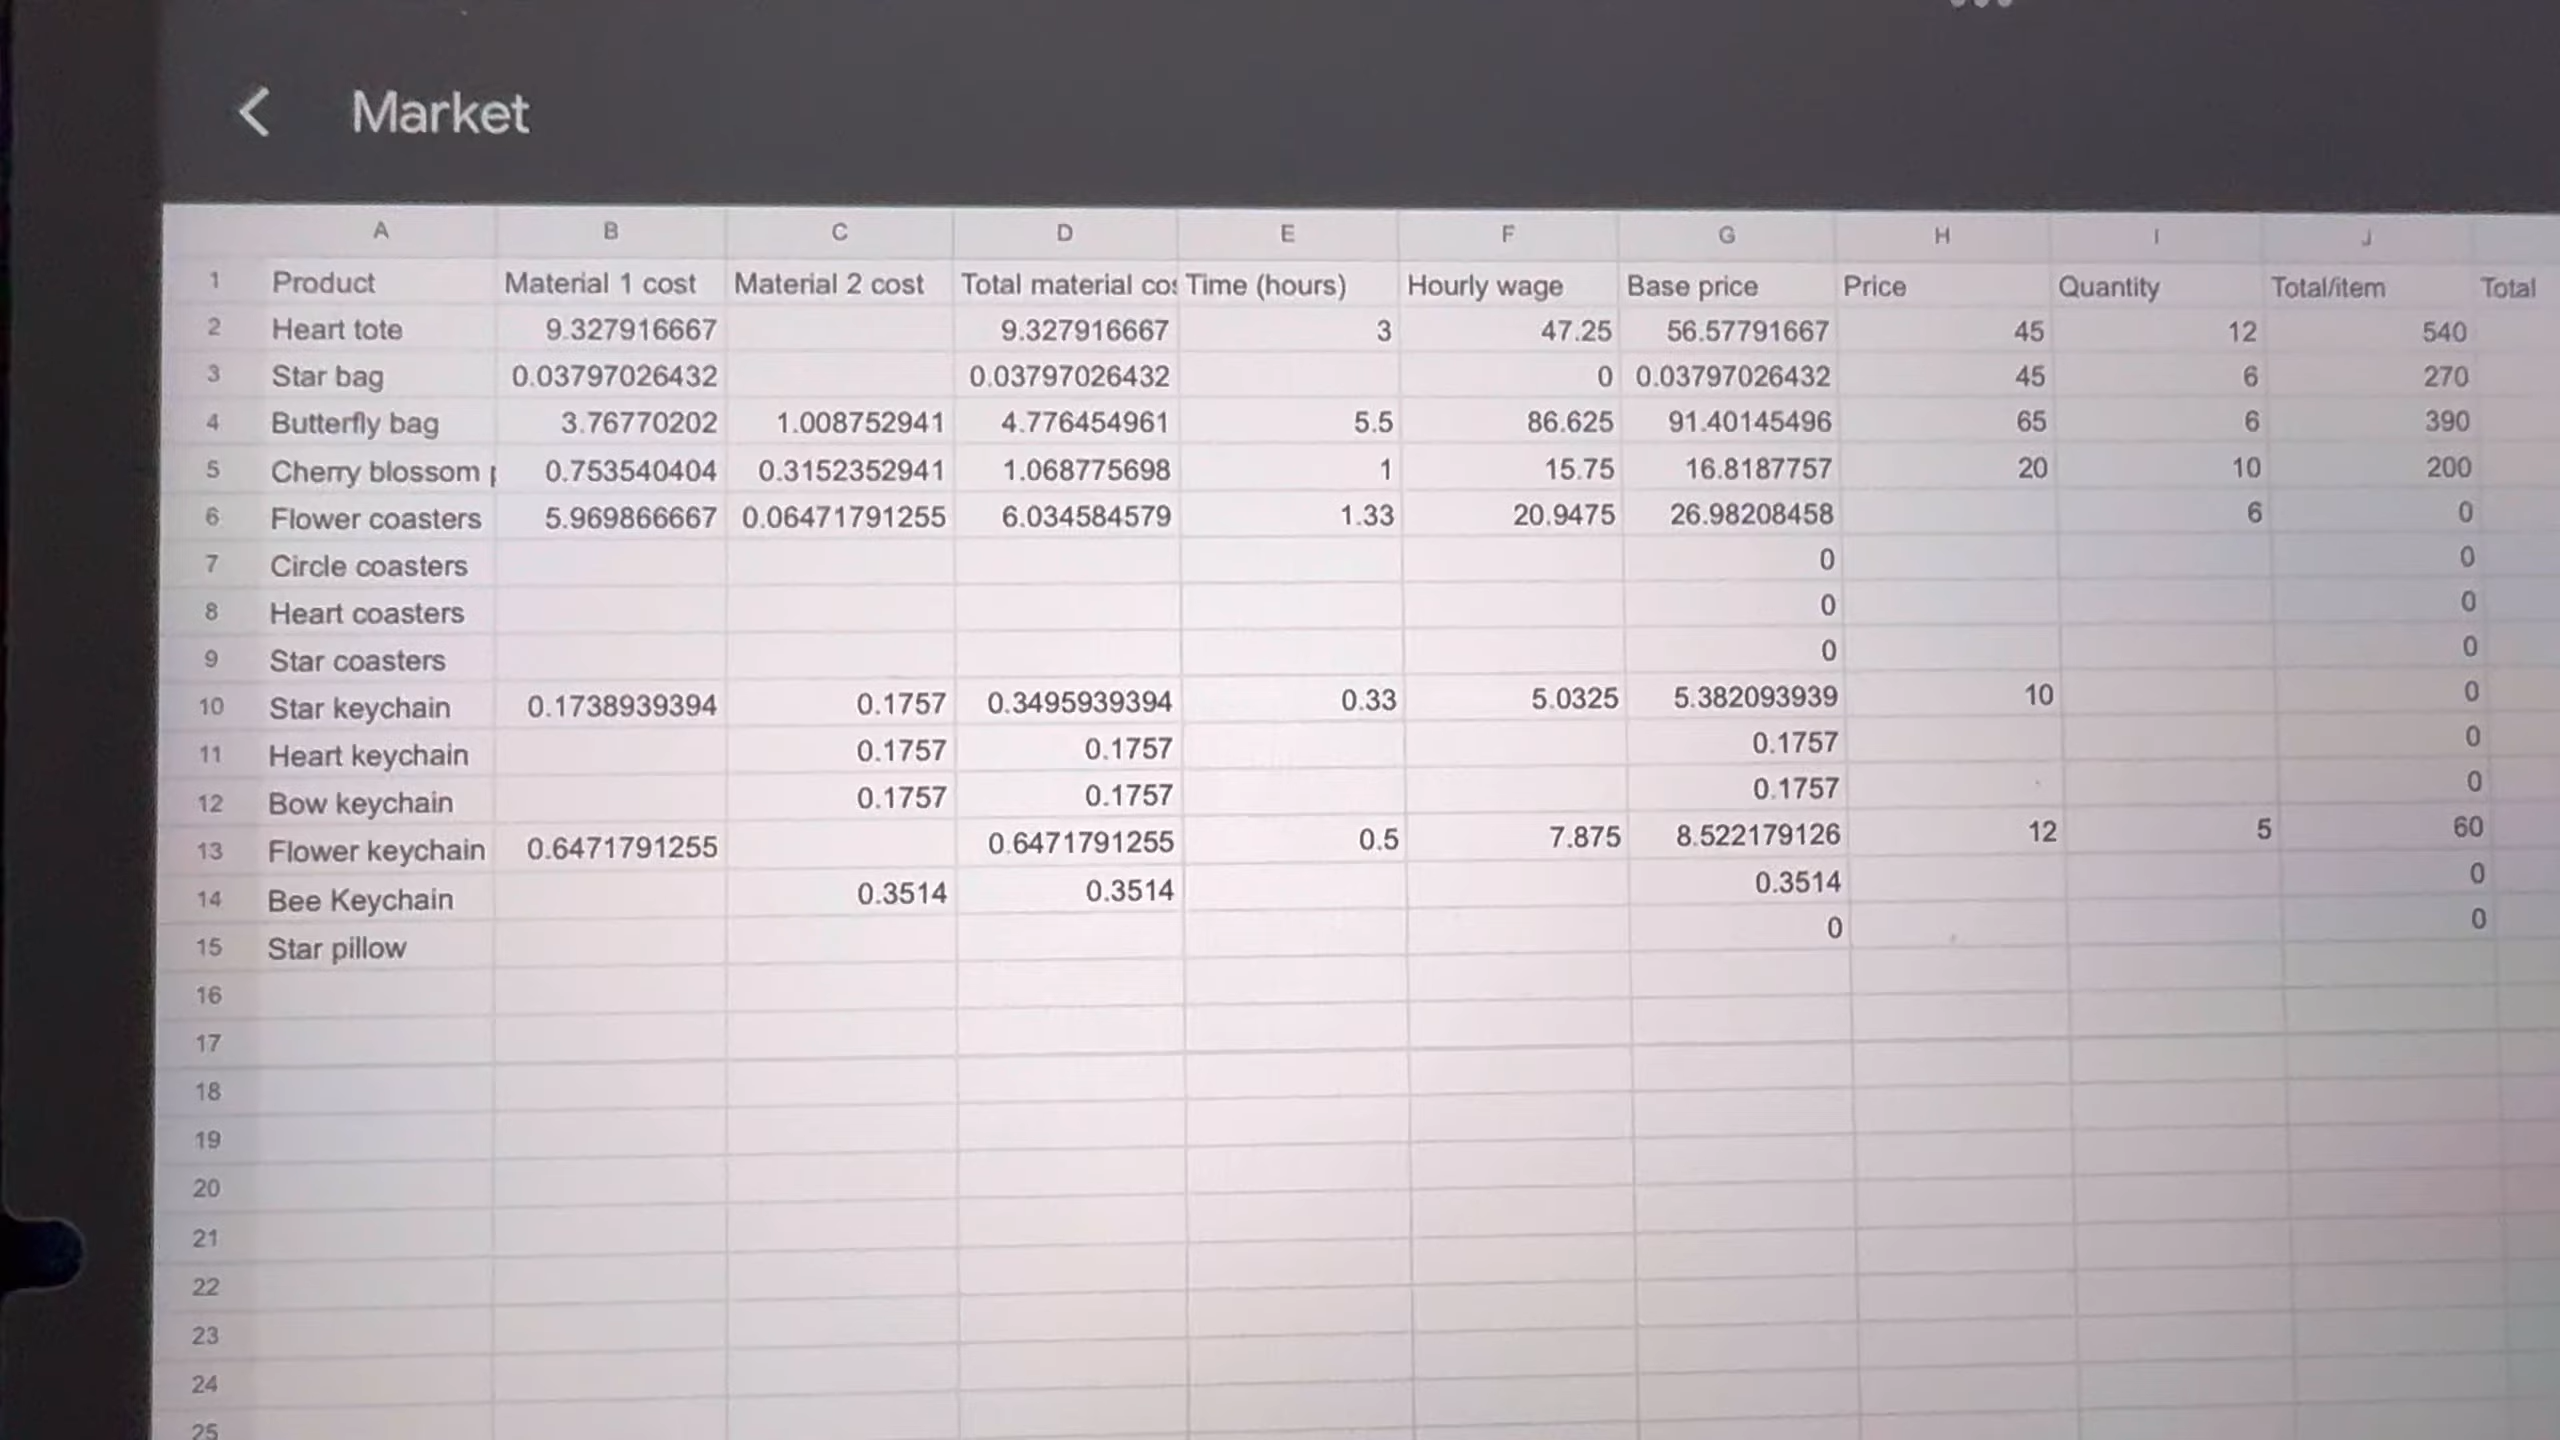 Market
A B C D E F G H I J
1 Product Material 1 cost Material 2 cost Total material cos Time (hours) Hourly wage Base price Price Quantity Total/item Total
2 Heart tote 9.327916667 9.327916667 3 47.25 56.57791667 45 12 540
3 Star bag 0.03797026432 0.03797026432 0 0.03797026432 45 6 270
4 Butterfly bag 3.76770202 1.008752941 4.776454961 5.5 86.625 91.40145496 65 6 390
5 Cherry blossom 0.753540404 0.3152352941 1.068775698 1 15.75 16.8187757 20 10 200
6 Flower coasters 5.969866667 0.06471791255 6.034584579 1.33 20.9475 26.98208458 6 0
7 Circle coasters 0 0
8 Heart coasters 0 0
9 Star coasters 0 0
10 Star keychain 0.1738939394 0.1757 0.3495939394 0.33 5.0325 5.382093939 10 0
11 Heart keychain 0.1757 0.1757 0.1757 0
12 Bow keychain 0.1757 0.1757 0.1757 0
13 Flower keychain 0.6471791255 0.6471791255 0.5 7.875 8.522179126 12 5 60
14 Bee Keychain 0.3514 0.3514 0.3514 0
15 Star pillow 0 0
16
17
18
19
20
21
22
23
24
25